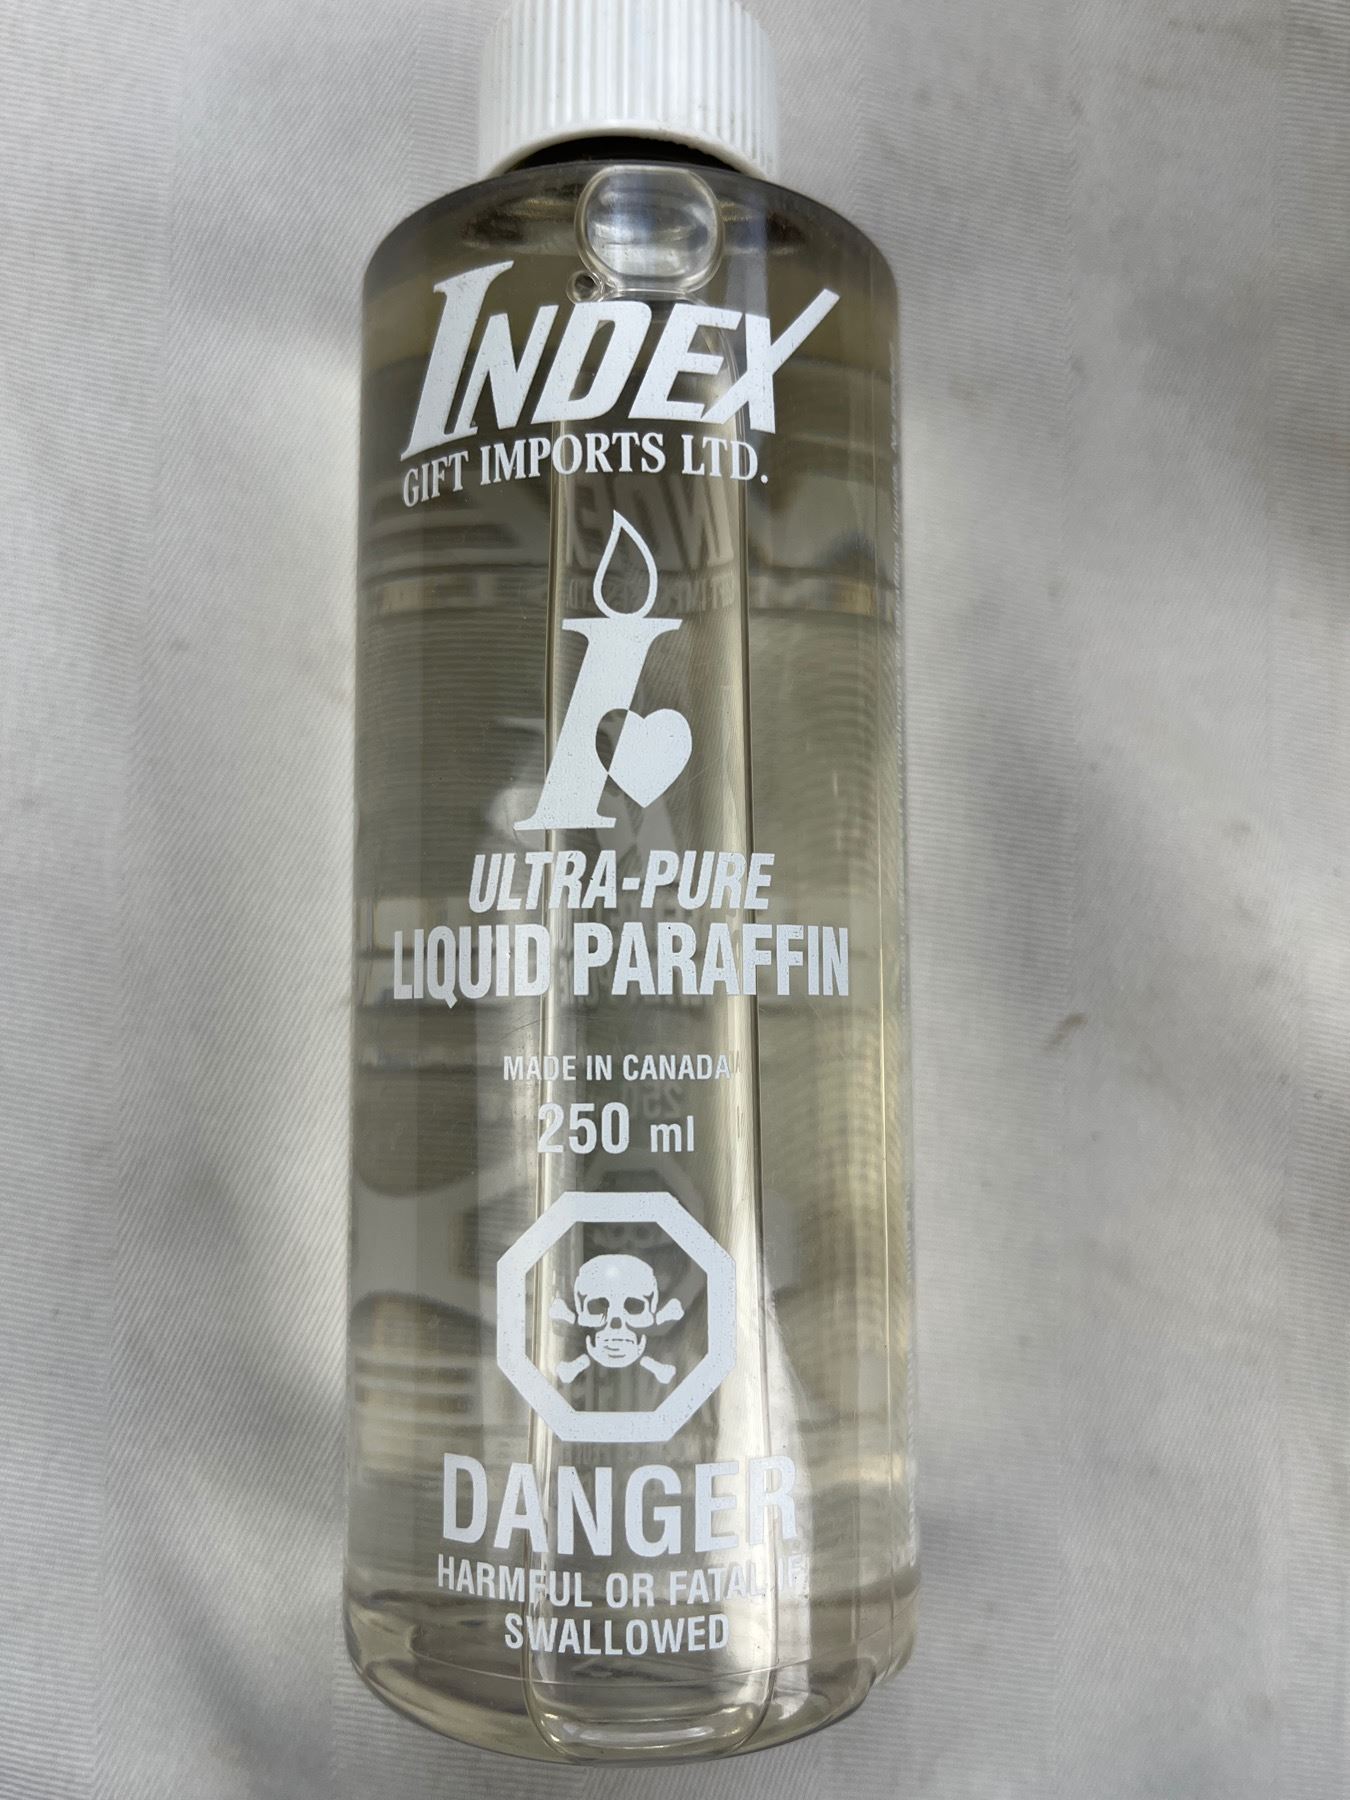 INDEX
GIFT IMPORTS LTD.
ULTRA-PURE
LIQUID PARAFFIN
MADE IN CANADA
250 ml
DANGER
HARMFUL OR FATAL IF
SWALLOWED